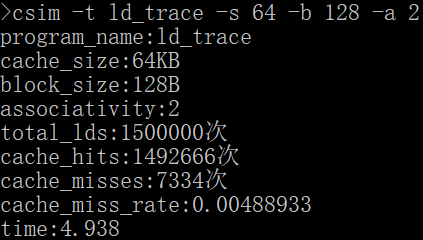 >csim -t ld_trace -s 64 -b 128 -a 2
program_name:ld_trace
cache_size:64KB
block_size:128B
associativity:2
total_lds:1500000次
cache_hits:1492666次
cache_misses:7334次
cache_miss_rate:0.00488933
time:4.938